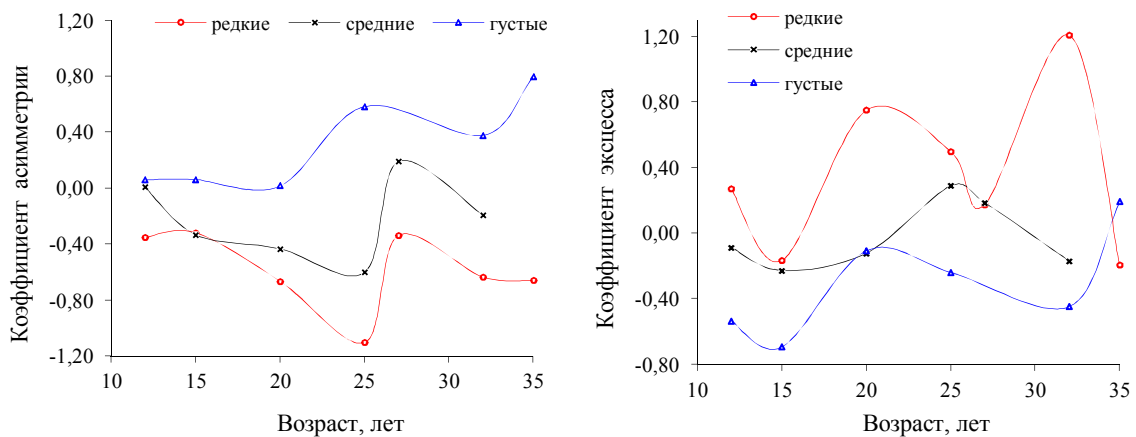 редкие средние густые
1,20
0,80
0,40
0,00
-0,40
-0,80
-1,20
10 15 20 25 30 35
Возраст, лет
Коэффициент асимметрии
редкие
средние
густые
1,20
0,80
0,40
0,00
-0,40
-0,80
10 15 20 25 30 35
Возраст, лет
Коэффициент эксцесса